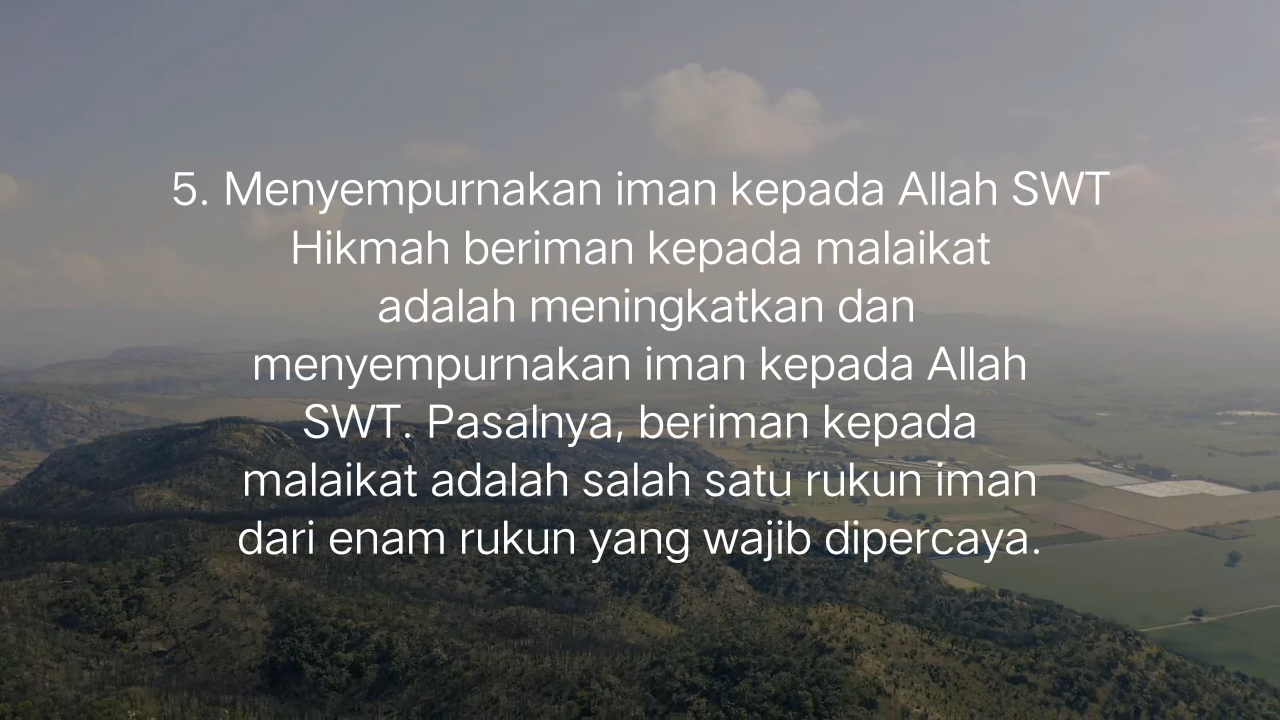 5. Menyempurnakan iman kepada Allah SWT
Hikmah beriman kepada malaikat
adalah meningkatkan dan
menyempurnakan iman kepada Allah
SWT. Pasalnya, beriman kepada
malaikat adalah salah satu rukun iman
dari enam rukun yang wajib dipercaya.